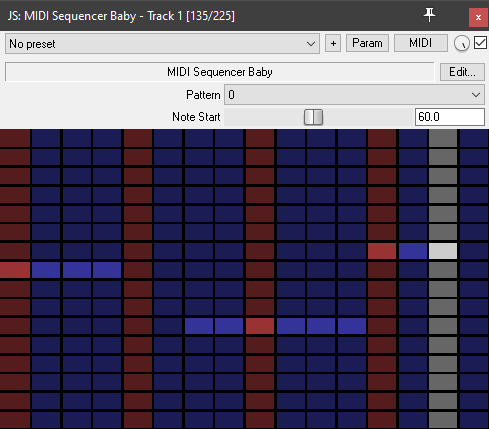 JS: MIDI Sequencer Baby - Track 1 [135/225]
No preset + Param MIDI
MIDI Sequencer Baby Edit...
Pattern 0
Note Start 60.0